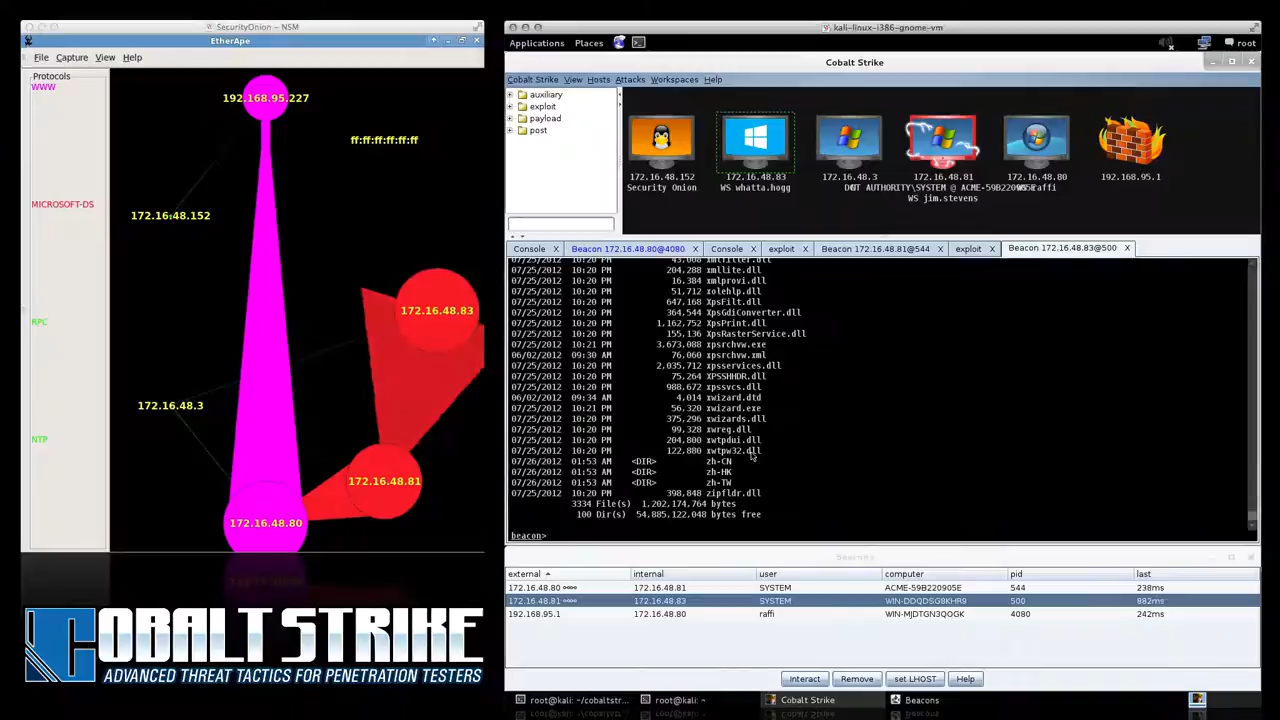 SecurityOnion – NSM
EtherApe
File Capture View Help
Protocols
WWW
MICROSOFT-DS
RPC
NTP
192.168.95.227
ff:ff:ff:ff:ff:ff
172.16.48.152
172.16.48.83
172.16.48.3
172.16.48.81
172.16.48.80
COBALT STRIKE
ADVANCED THREAT TACTICS FOR PENETRATION TESTERS
kali-linux-i386-gnome-vm
Applications Places root
Cobalt Strike
Cobalt Strike View Hosts Attacks Workspaces Help
auxiliary
exploit
payload
post
172.16.48.152
Security Onion
172.16.48.83
WS whatta.hogg
172.16.48.3
172.16.48.81
AUTHORITY\SYSTEM @
WS jim.stevens
172.16.48.80
192.168.95.1
Console X Beacon 172.16.48.80@4080 X Console X exploit X Beacon 172.16.48.81@544 X exploit X Beacon 172.16.48.83@500 X
07/25/2012 10:20 PM 43,008 xmlfilter.dll
07/25/2012 10:20 PM 204,288 xmllite.dll
07/25/2012 10:20 PM 16,384 xmlprovi.dll
07/25/2012 10:20 PM 51,712 xolehlp.dll
07/25/2012 10:20 PM 647,168 XpsFilt.dll
07/25/2012 10:20 PM 364,544 XpsGdiConverter.dll
07/25/2012 10:20 PM 1,162,752 XpsPrint.dll
07/25/2012 10:20 PM 155,136 XpsRasterService.dll
07/25/2012 10:21 PM 3,673,088 xpsrchvw.exe
06/02/2012 09:30 AM 76,060 xpsrchvw.xml
07/25/2012 10:20 PM 2,035,712 xpsservices.dll
07/25/2012 10:20 PM 75,264 XPSSHHDR.dll
07/25/2012 10:20 PM 988,672 xpssvcs.dll
06/02/2012 09:34 AM 4,014 xwizard.dtd
07/25/2012 10:21 PM 56,320 xwizard.exe
07/25/2012 10:20 PM 375,296 xwizards.dll
07/25/2012 10:20 PM 99,328 xwreg.dll
07/25/2012 10:20 PM 204,800 xwtpdui.dll
07/25/2012 10:20 PM 122,880 xwtpw32.dll
07/26/2012 01:53 AM <DIR> zh-CN
07/26/2012 01:53 AM <DIR> zh-HK
07/26/2012 01:53 AM <DIR> zh-TW
07/25/2012 10:20 PM 398,848 zipfldr.dll
3334 File(s) 1,202,174,764 bytes
100 Dir(s) 54,885,122,048 bytes free
beacon>
Beacons
external internal user computer pid last
172.16.48.80 172.16.48.81 SYSTEM ACME-59B220905E 544 238ms
172.16.48.81 172.16.48.83 SYSTEM WIN-DDQDSG8KHR9 500 882ms
192.168.95.1 172.16.48.80 raffi WIN-MJDTGN3QOGK 4080 242ms
Interact Remove set LHOST Help
root@kali: ~/cobaltstr... root@kali: ~ Cobalt Strike Beacons